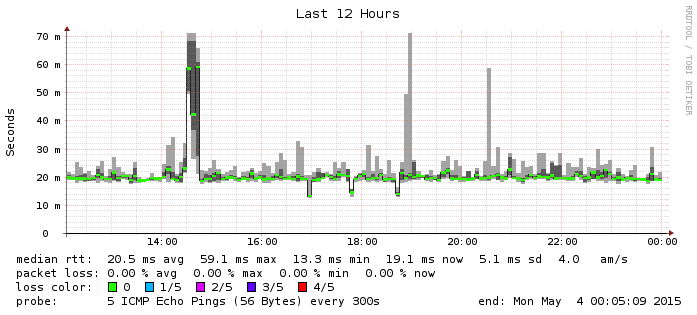 Last 12 Hours
RRDTOOL / TOBI OETIKER
Seconds
70 m
60 m
50 m
40 m
30 m
20 m
10 m
0
14:00 16:00 18:00 20:00 22:00 00:00
median rtt: 20.5 ms avg 59.1 ms max 13.3 ms min 19.1 ms now 5.1 ms sd 4.0 am/s
packet loss: 0.00 % avg 0.00 % max 0.00 % min 0.00 % now
loss color: 0 1/5 2/5 3/5 4/5
probe: 5 ICMP Echo Pings (56 Bytes) every 300s end: Mon May 4 00:05:09 2015